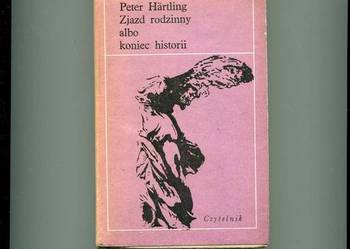 Peter Härtling
Zjazd rodzinny
albo
koniec historii
Czytelnik